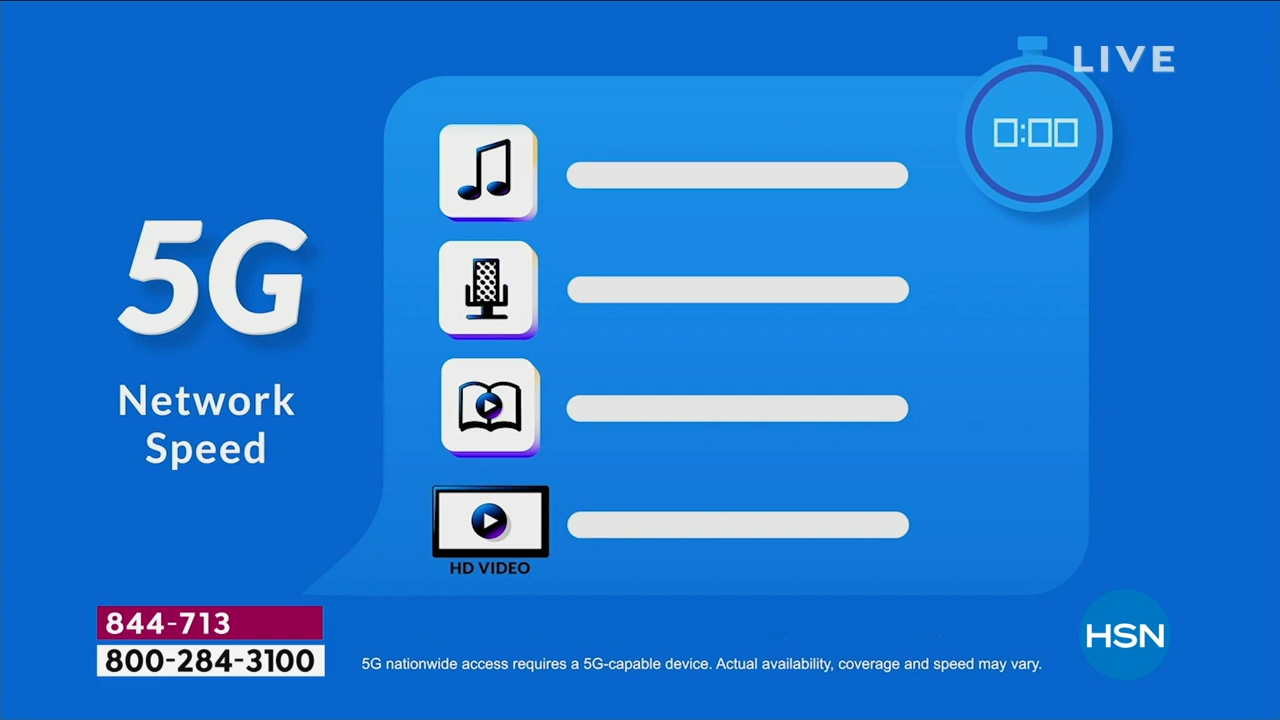 LIVE
0:00
5G
Network
Speed
HD VIDEO
844-713
800-284-3100
5G nationwide access requires a 5G-capable device. Actual availability, coverage and speed may vary.
HSN